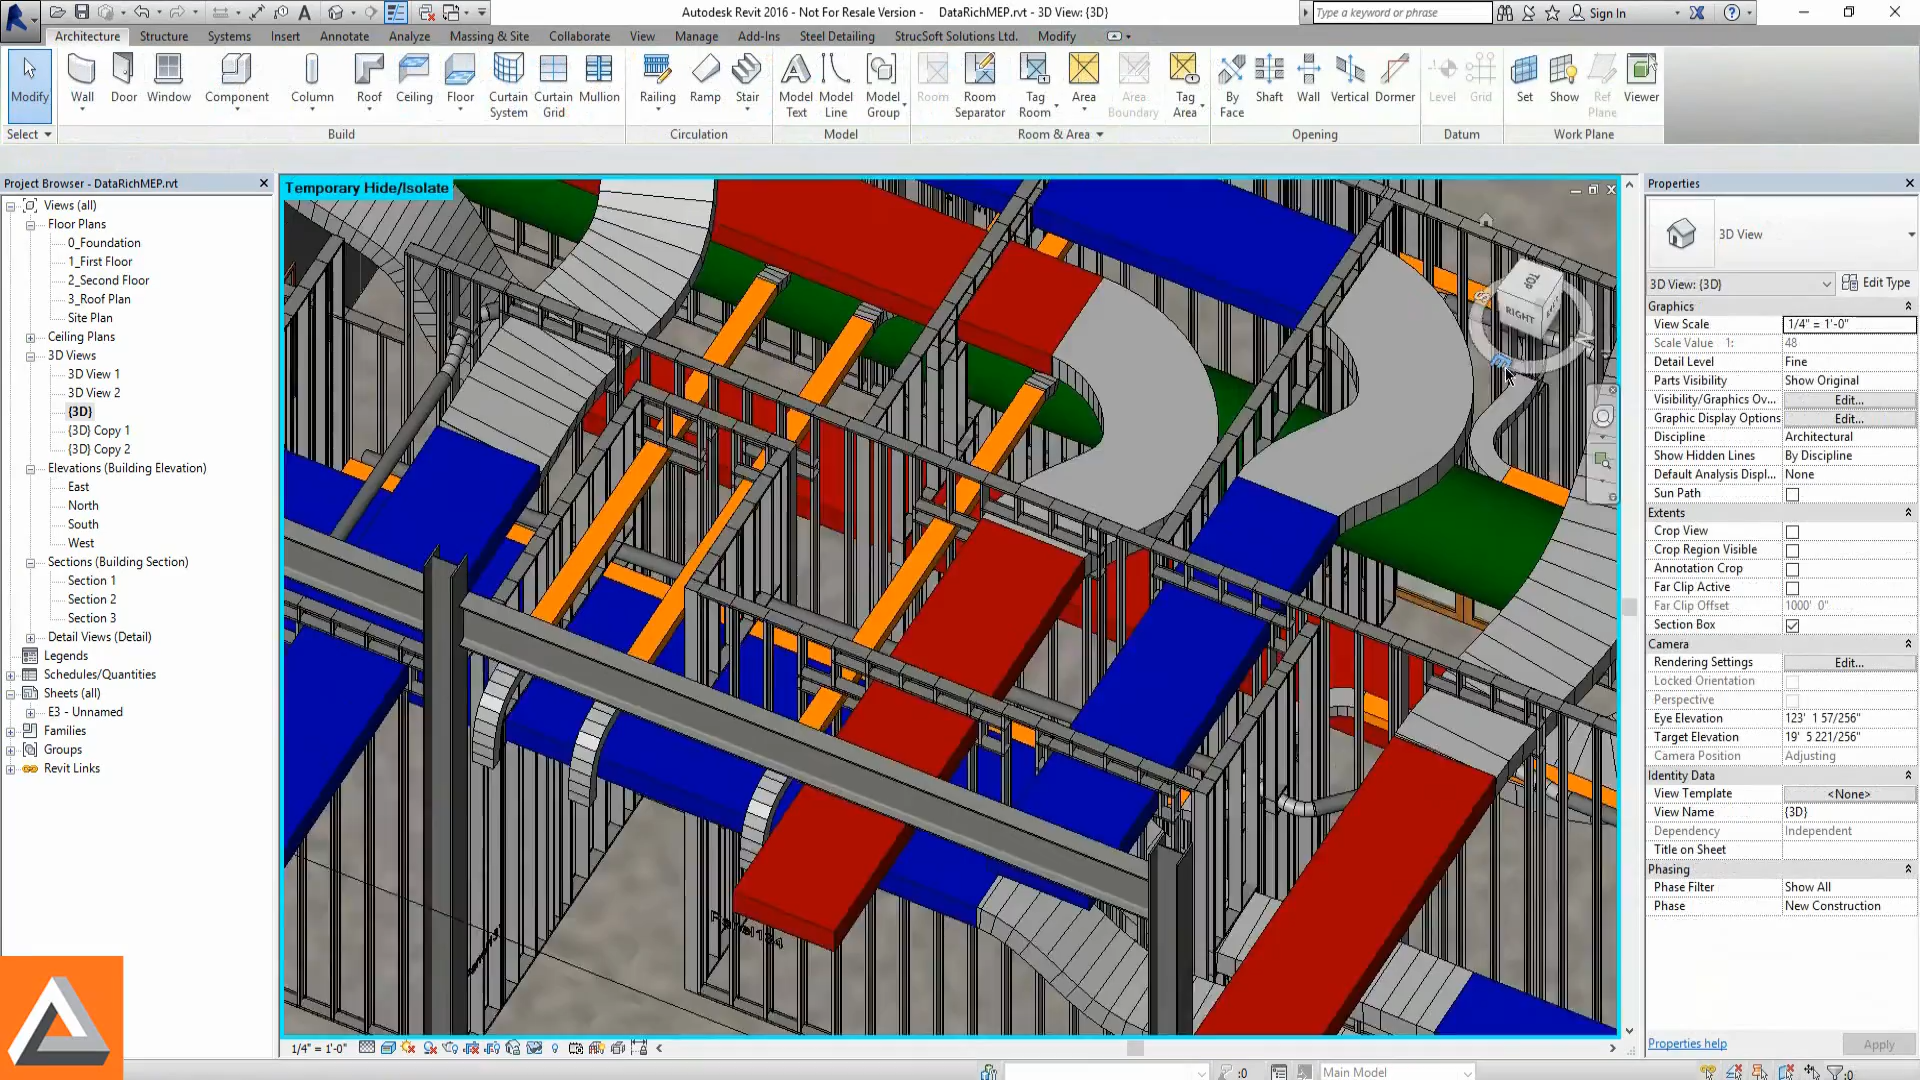 Autodesk Revit 2016 - Not For Resale Version -    DataRichMEP.rvt - 3D View: {3D}
Type a keyword or phrase
Sign In
Architecture Structure Systems Insert Annotate Analyze Massing & Site Collaborate View Manage Add-Ins Steel Detailing StrucSoft Solutions Ltd. Modify
Modify Wall Door Window Component Column Roof Ceiling Floor Curtain System Curtain Grid Mullion Railing Ramp Stair Model Text Model Line Model Group Room Room Separator Tag Room Area Area Boundary Tag Area By Face Shaft Wall Vertical Dormer Level Grid Set Show Ref Plane Viewer
Select Build Circulation Model Room & Area Opening Datum Work Plane
Project Browser - DataRichMEP.rvt
Views (all)
Floor Plans
0_Foundation
1_First Floor
2_Second Floor
3_Roof Plan
Site Plan
Ceiling Plans
3D Views
3D View 1
3D View 2
{3D}
{3D} Copy 1
{3D} Copy 2
Elevations (Building Elevation)
East
North
South
West
Sections (Building Section)
Section 1
Section 2
Section 3
Detail Views (Detail)
Legends
Schedules/Quantities
Sheets (all)
E3 - Unnamed
Families
Groups
Revit Links
Temporary Hide/Isolate
TOP
RIGHT
1/4" = 1'-0"
:0
Main Model
:0
Properties
3D View
3D View: {3D}
Edit Type
Graphics
View Scale 1/4" = 1'-0"
Scale Value 1: 48
Detail Level Fine
Parts Visibility Show Original
Visibility/Graphics Ov... Edit...
Graphic Display Options Edit...
Discipline Architectural
Show Hidden Lines By Discipline
Default Analysis Displ... None
Sun Path
Extents
Crop View
Crop Region Visible
Annotation Crop
Far Clip Active
Far Clip Offset 1000' 0"
Section Box
Camera
Rendering Settings Edit...
Locked Orientation
Perspective
Eye Elevation 123' 1 57/256"
Target Elevation 19' 5 221/256"
Camera Position Adjusting
Identity Data
View Template <None>
View Name {3D}
Dependency Independent
Title on Sheet
Phasing
Phase Filter Show All
Phase New Construction
Properties help
Apply